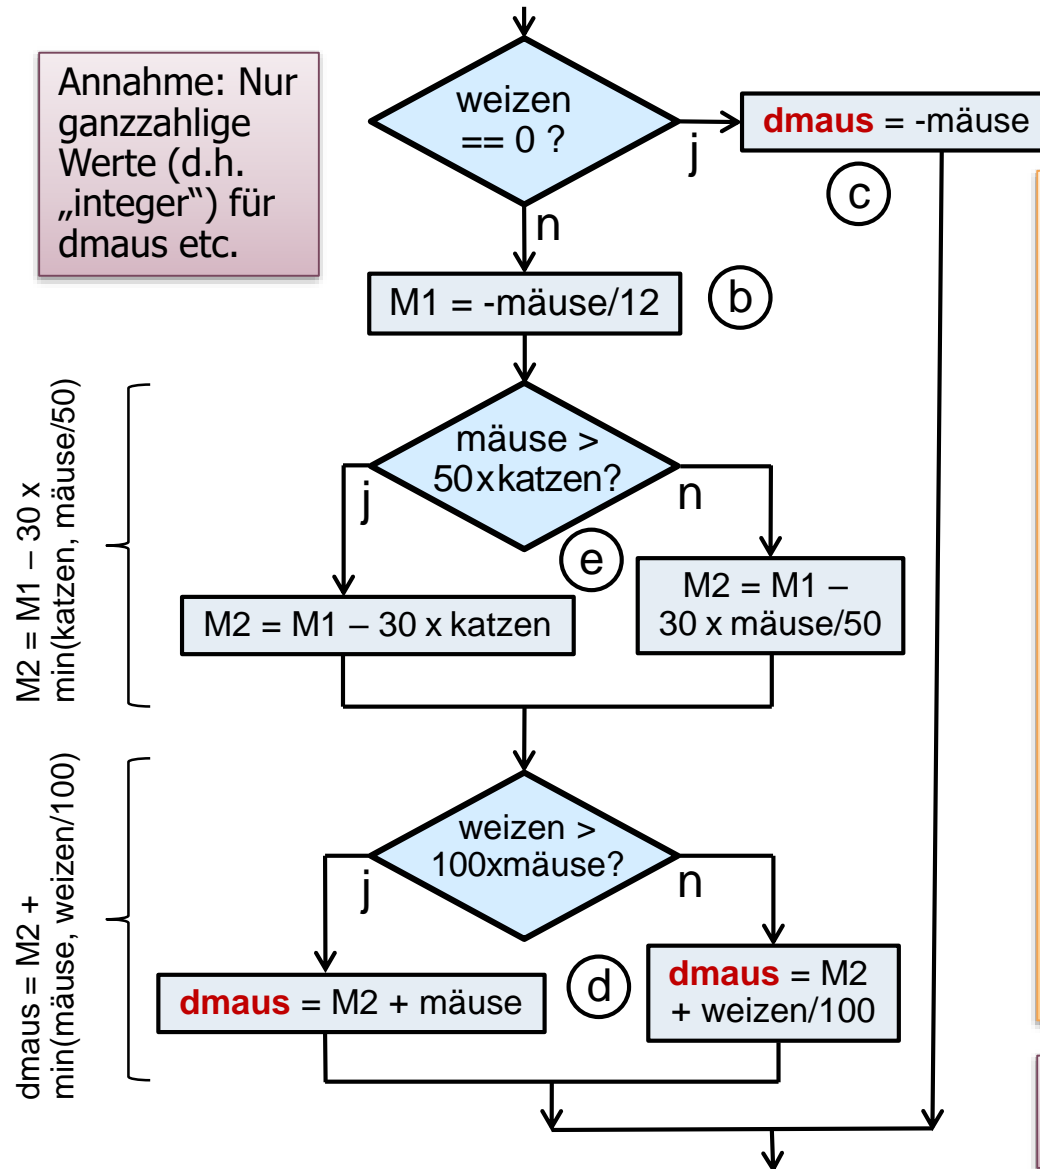 Annahme: Nur
ganzzahlige
Werte (d.h.
„integer“) für
dmaus etc.
weizen
== 0 ?
j
dmaus = -mäuse
c
n
M1 = -mäuse/12
b
M2 = M1 – 30 x
min(katzen, mäuse/50)
mäuse >
50xkatzen?
j
n
e
M2 = M1 – 30 x katzen
M2 = M1 –
30 x mäuse/50
dmaus = M2 +
min(mäuse, weizen/100)
weizen >
100xmäuse?
j
n
dmaus = M2 + mäuse
d
dmaus = M2
+ weizen/100